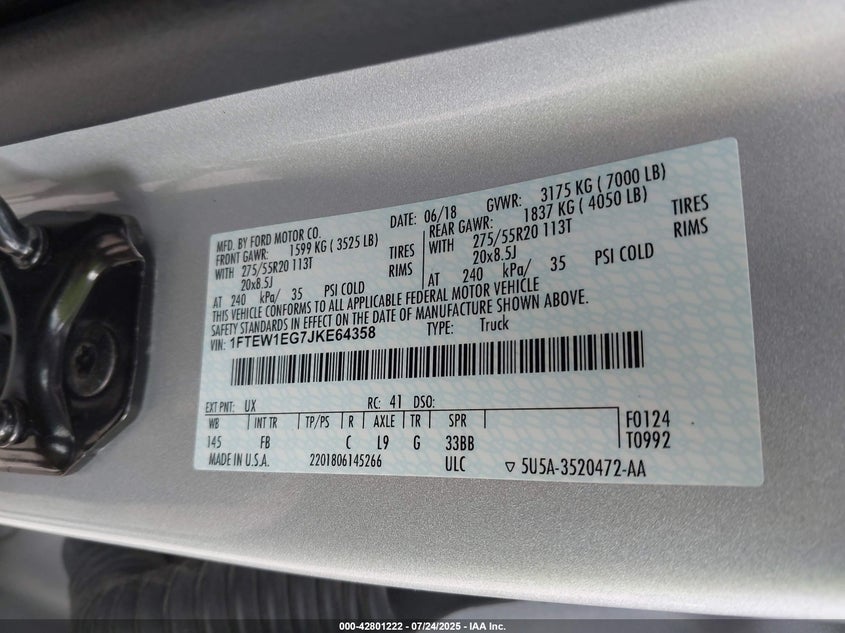 MFD. BY FORD MOTOR CO.
DATE: 06/18
GVWR: 3175 KG ( 7000 LB)
FRONT GAWR: 1599 KG ( 3525 LB)
WITH 275/55R20 113T TIRES
20x8.5J RIMS
AT 240 kPa/ 35 PSI COLD
REAR GAWR: 1837 KG ( 4050 LB)
WITH 275/55R20 113T TIRES
20x8.5J RIMS
AT 240 kPa/ 35 PSI COLD
THIS VEHICLE CONFORMS TO ALL APPLICABLE FEDERAL MOTOR VEHICLE
SAFETY STANDARDS IN EFFECT ON THE DATE OF MANUFACTURE SHOWN ABOVE.
VIN: 1FTEW1EG7JKE64358 TYPE: Truck
EXT PNT: UX RC: 41 DSO:
WB INT TR TP/PS R AXLE TR SPR F0124
145 FB C L9 G 33BB T0992
MADE IN U.S.A. 2201806145266 ULC ▽ 5U5A-3520472-AA
000-42801222 - 07/24/2025 - IAA Inc.